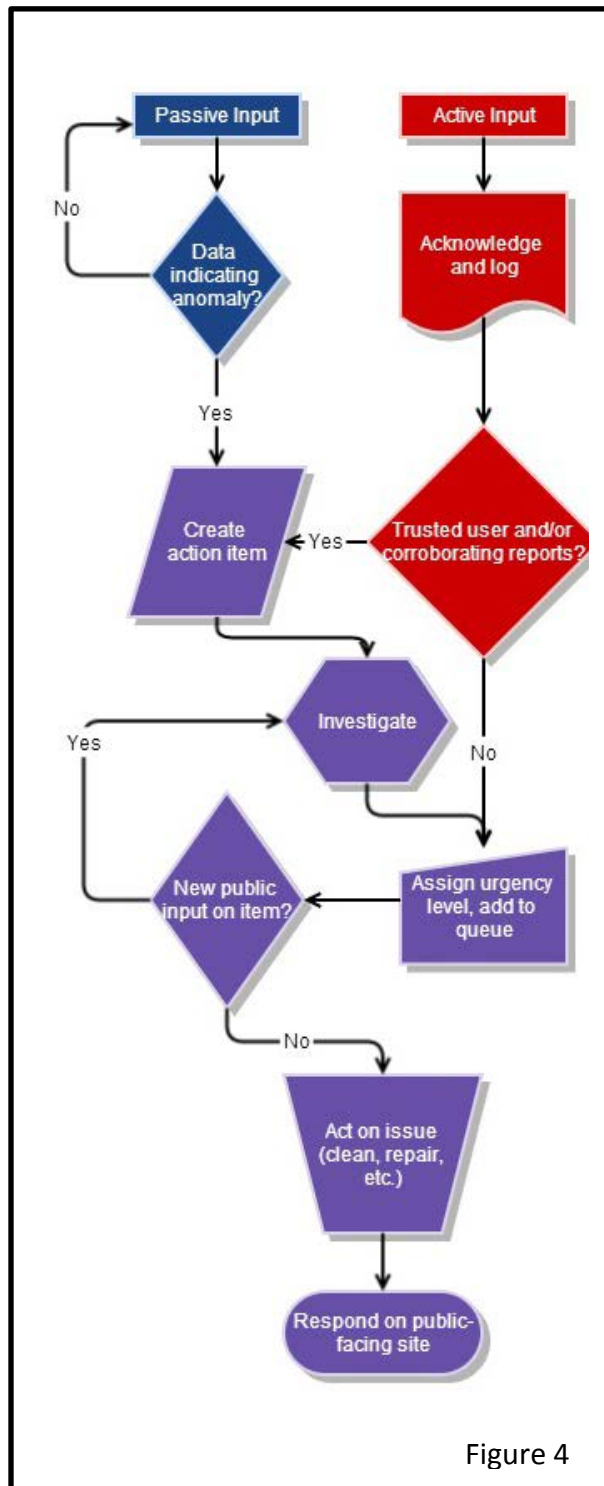 Passive Input
Active Input
No
Data
indicating
anomaly?
Acknowledge
and log
Yes
Create
action item
Yes
Trusted user and/or
corroborating reports?
Yes
Investigate
No
New public
input on item?
Assign urgency
level, add to
queue
No
Act on issue
(clean, repair,
etc.)
Respond on public-
facing site
Figure 4